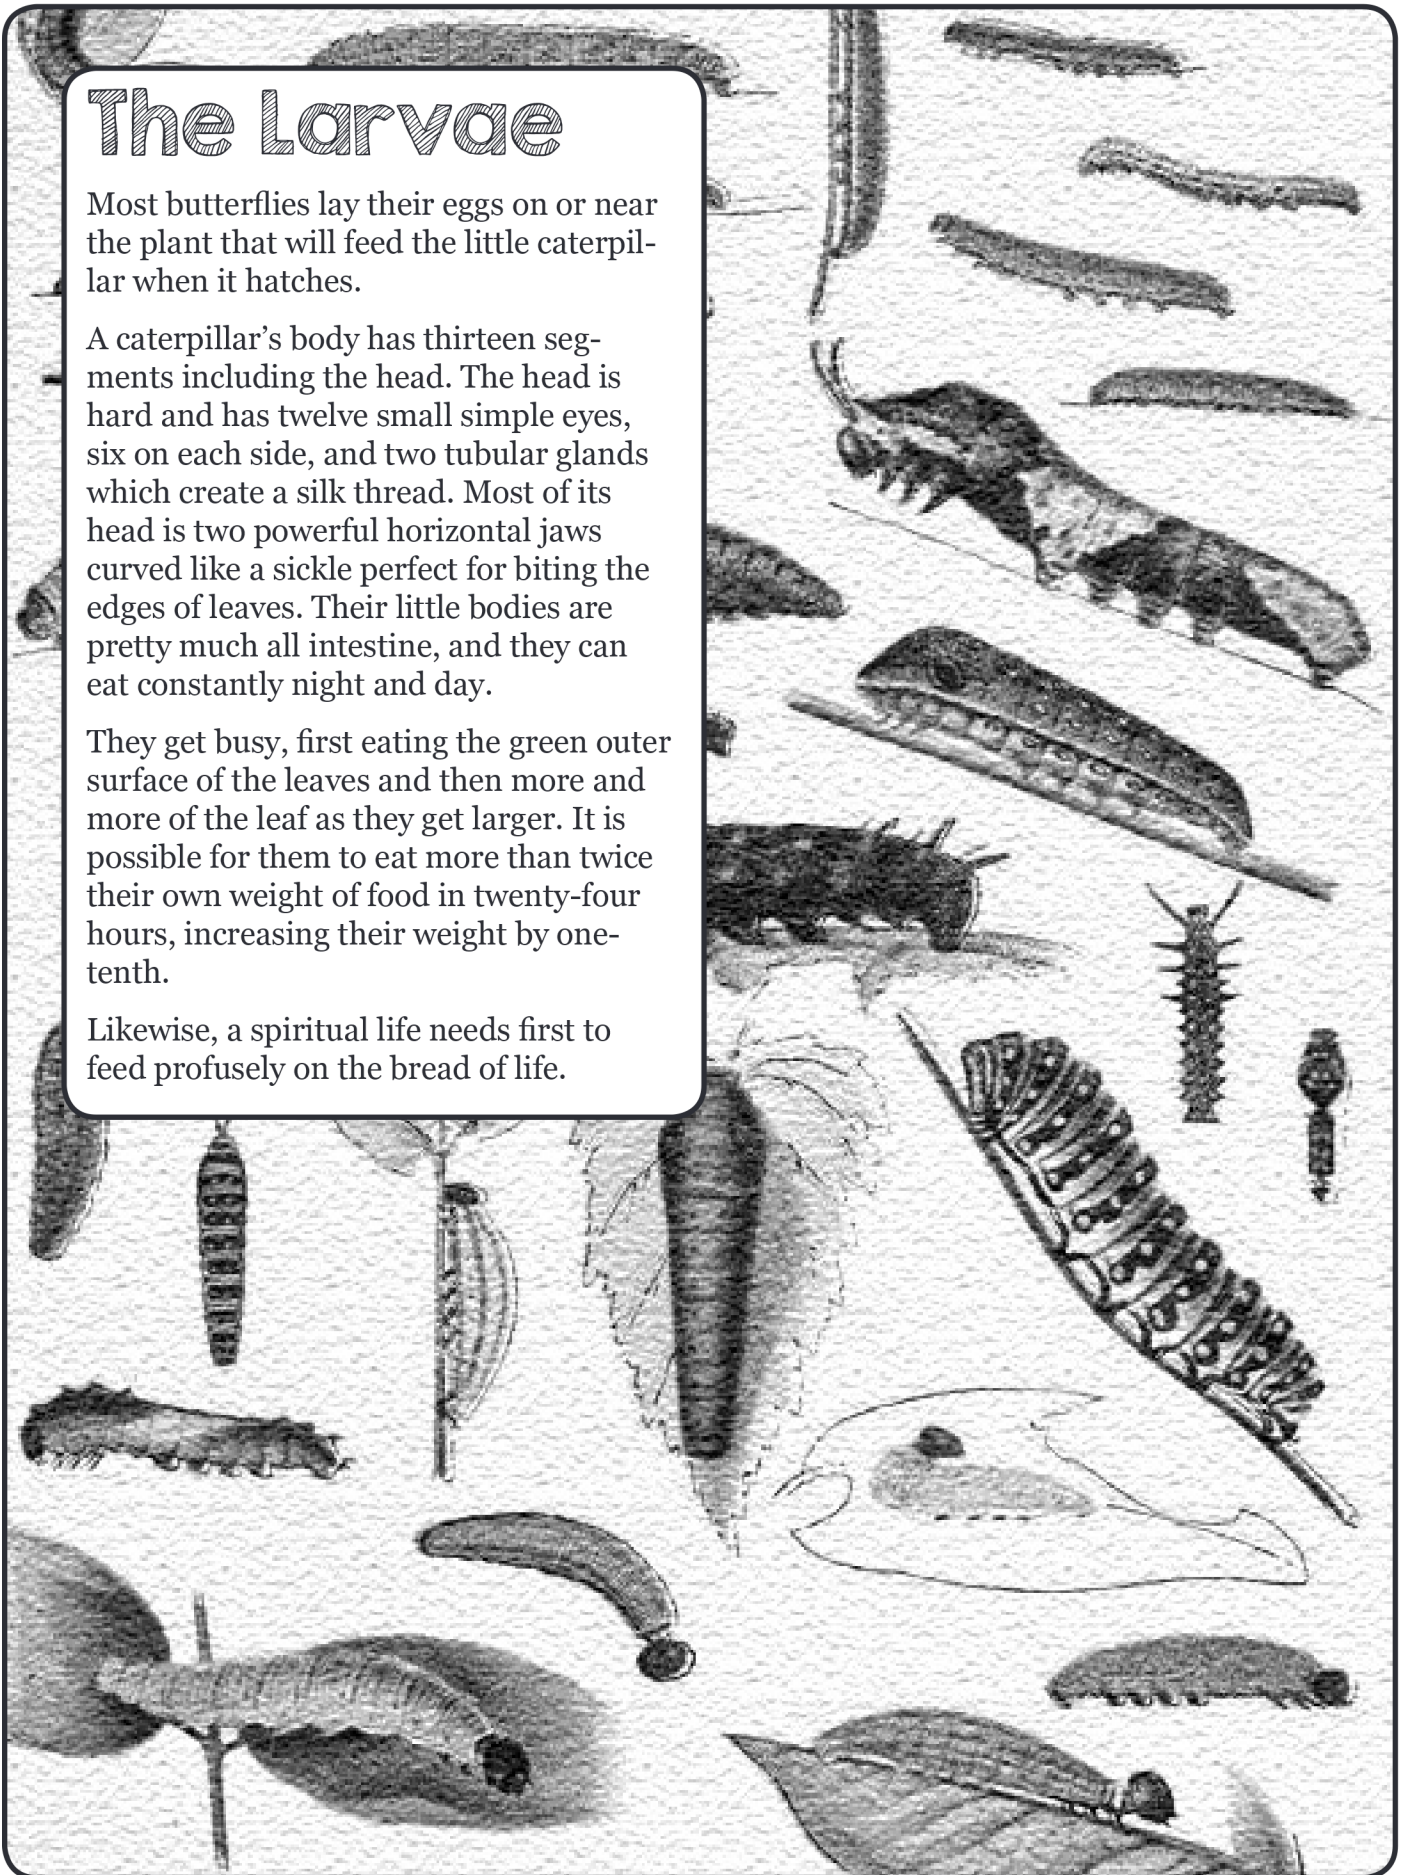 The Larvae
Most butterflies lay their eggs on or near
the plant that will feed the little caterpil-
lar when it hatches.
A caterpillar’s body has thirteen seg-
ments including the head. The head is
hard and has twelve small simple eyes,
six on each side, and two tubular glands
which create a silk thread. Most of its
head is two powerful horizontal jaws
curved like a sickle perfect for biting the
edges of leaves. Their little bodies are
pretty much all intestine, and they can
eat constantly night and day.
They get busy, first eating the green outer
surface of the leaves and then more and
more of the leaf as they get larger. It is
possible for them to eat more than twice
their own weight of food in twenty-four
hours, increasing their weight by one-
tenth.
Likewise, a spiritual life needs first to
feed profusely on the bread of life.